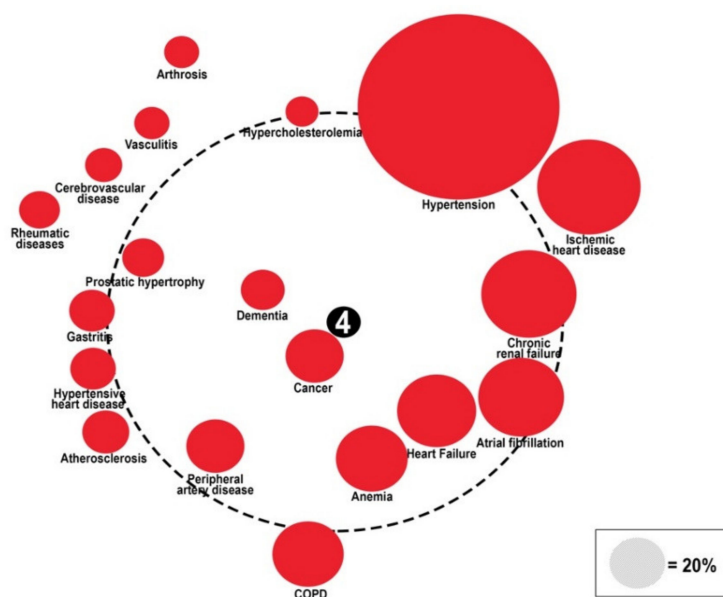 Arthrosis
Hypercholesterolemia
Vasculitis
Hypertension
Cerebrovascular
disease
Ischemic
heart disease
Rheumatic
diseases
Prostatic hypertrophy
Dementia
4
Gastritis
Chronic
renal failure
Cancer
Hypertensive
heart disease
Atherosclerosis
Heart Failure
Atrial fibrillation
Peripheral
artery disease
Anemia
COPD
= 20%